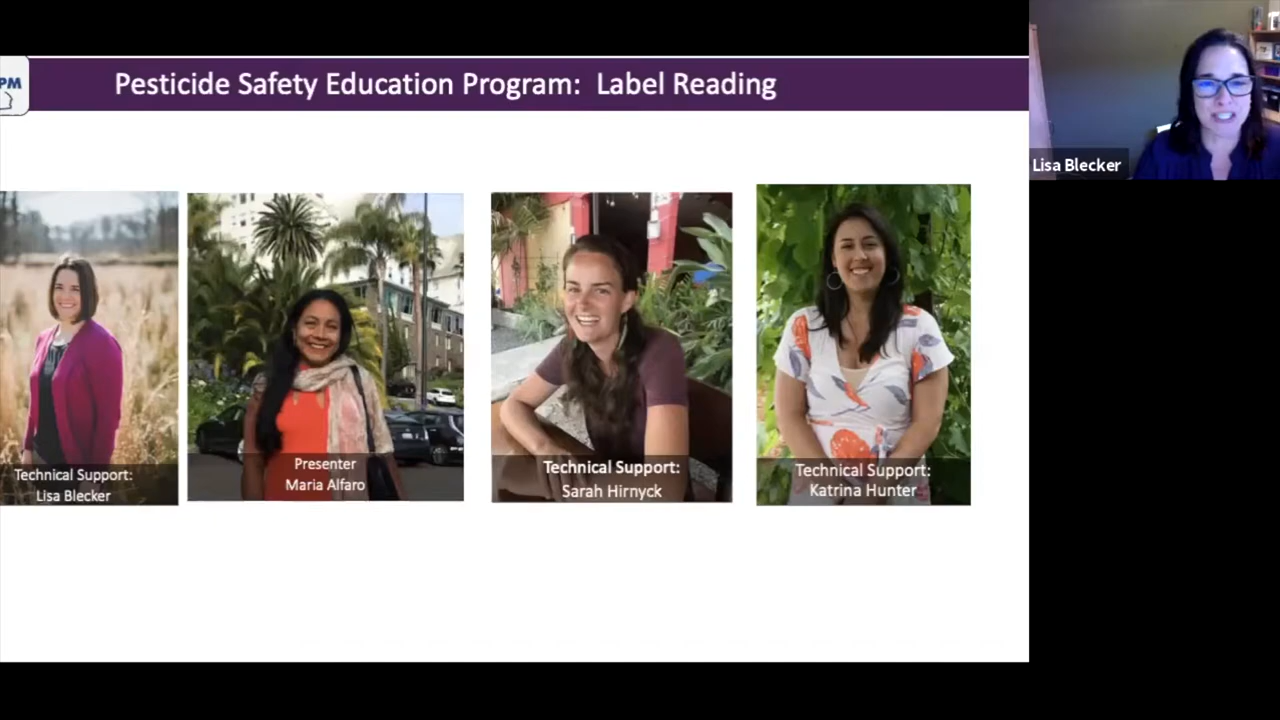 PM
Pesticide Safety Education Program: Label Reading
Lisa Blecker
Technical Support:
Lisa Blecker
Presenter
Maria Alfaro
Technical Support:
Sarah Hirnyck
Technical Support:
Katrina Hunter